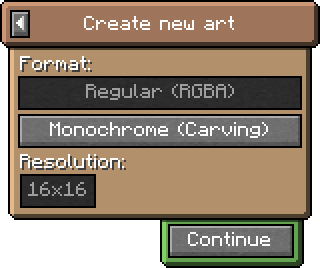 Create new art
Format:
Regular (RGBA)
Monochrome (Carving)
Resolution:
16x16
Continue